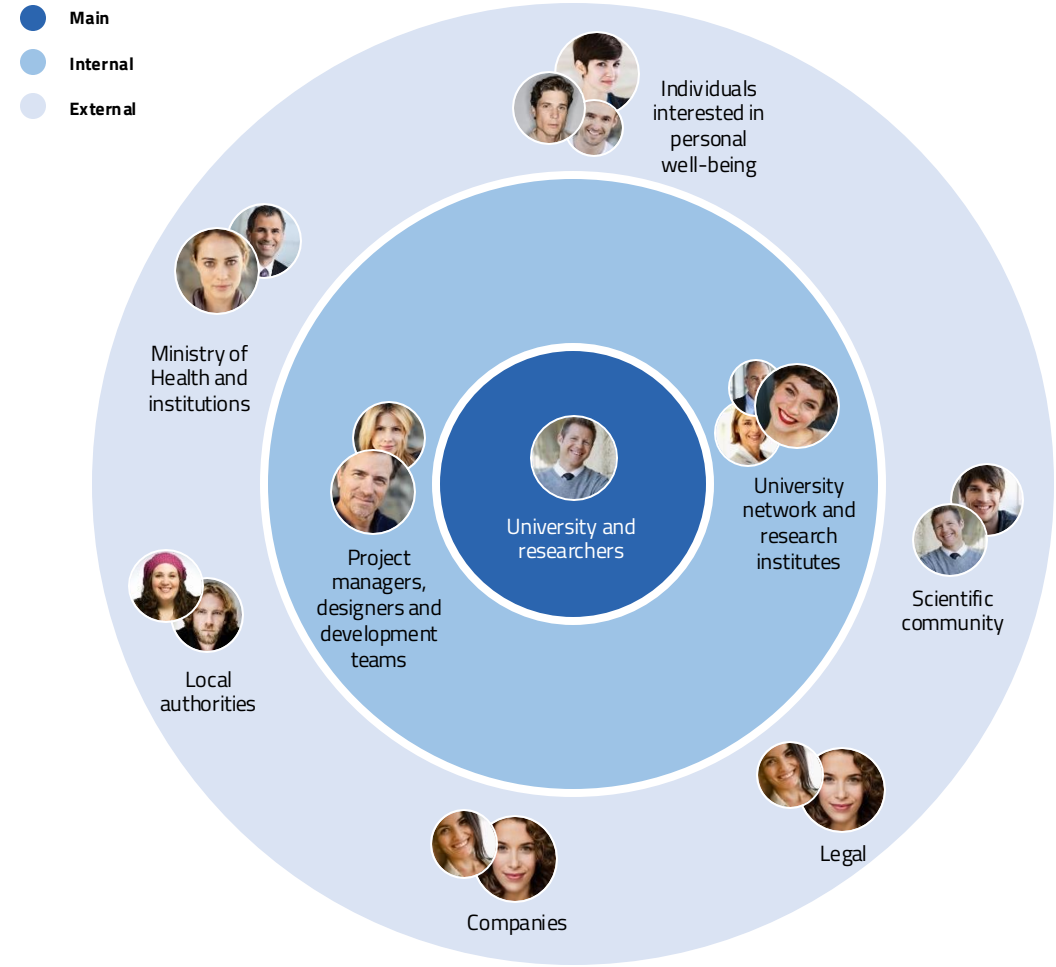 Main
Internal
External
Individuals
interested in
personal
well-being
Ministry of
Health and
institutions
University and
researchers
University
network and
research
institutes
Project
managers,
designers and
development
teams
Scientific
community
Local
authorities
Legal
Companies